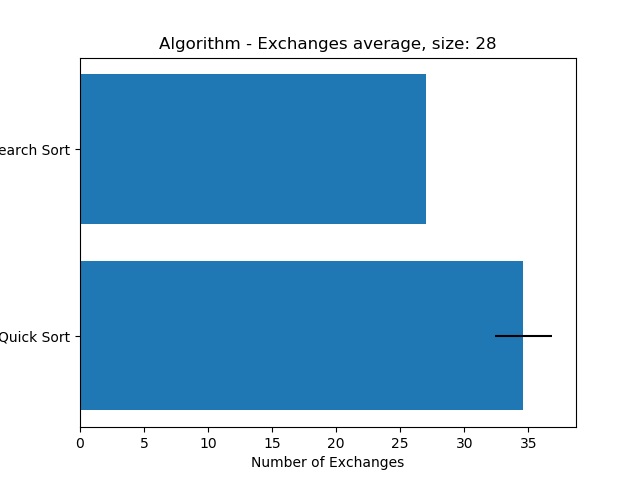 Algorithm - Exchanges average, size: 28
earch Sort
Quick Sort
0 5 10 15 20 25 30 35
Number of Exchanges